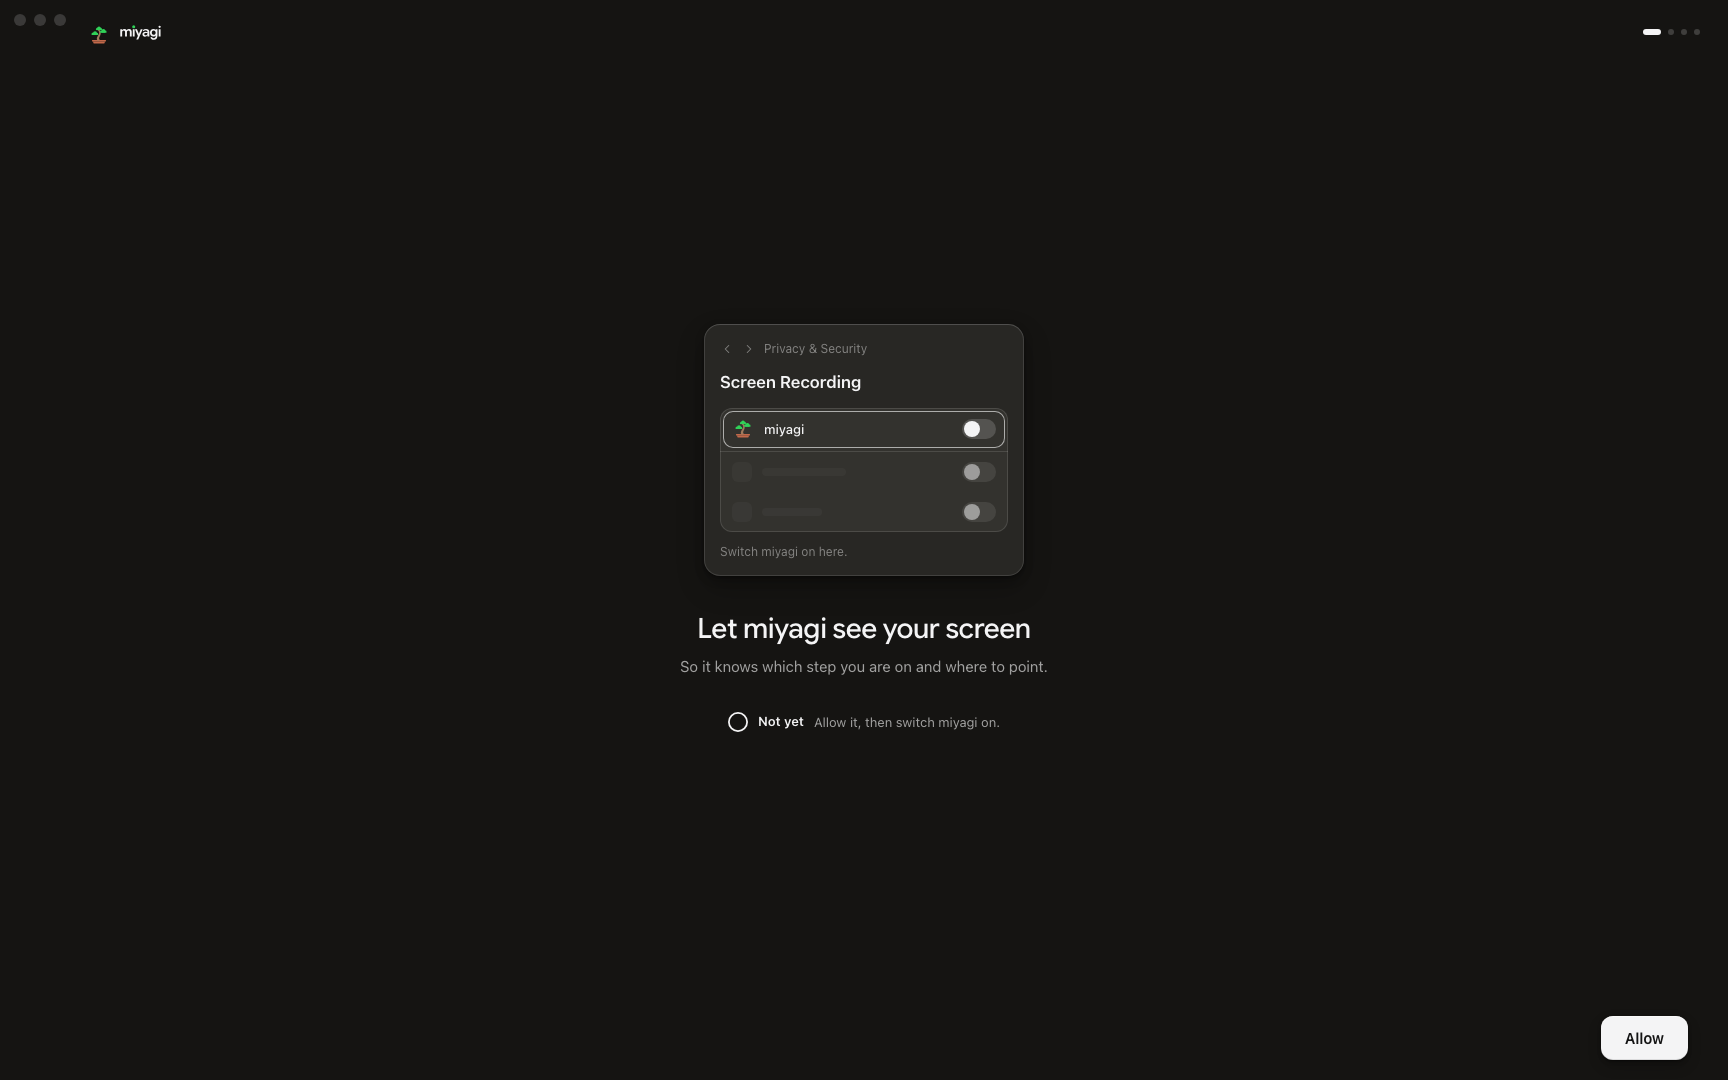 miyagi
Privacy & Security
Screen Recording
miyagi
Switch miyagi on here.
Let miyagi see your screen
So it knows which step you are on and where to point.
Not yet Allow it, then switch miyagi on.
Allow